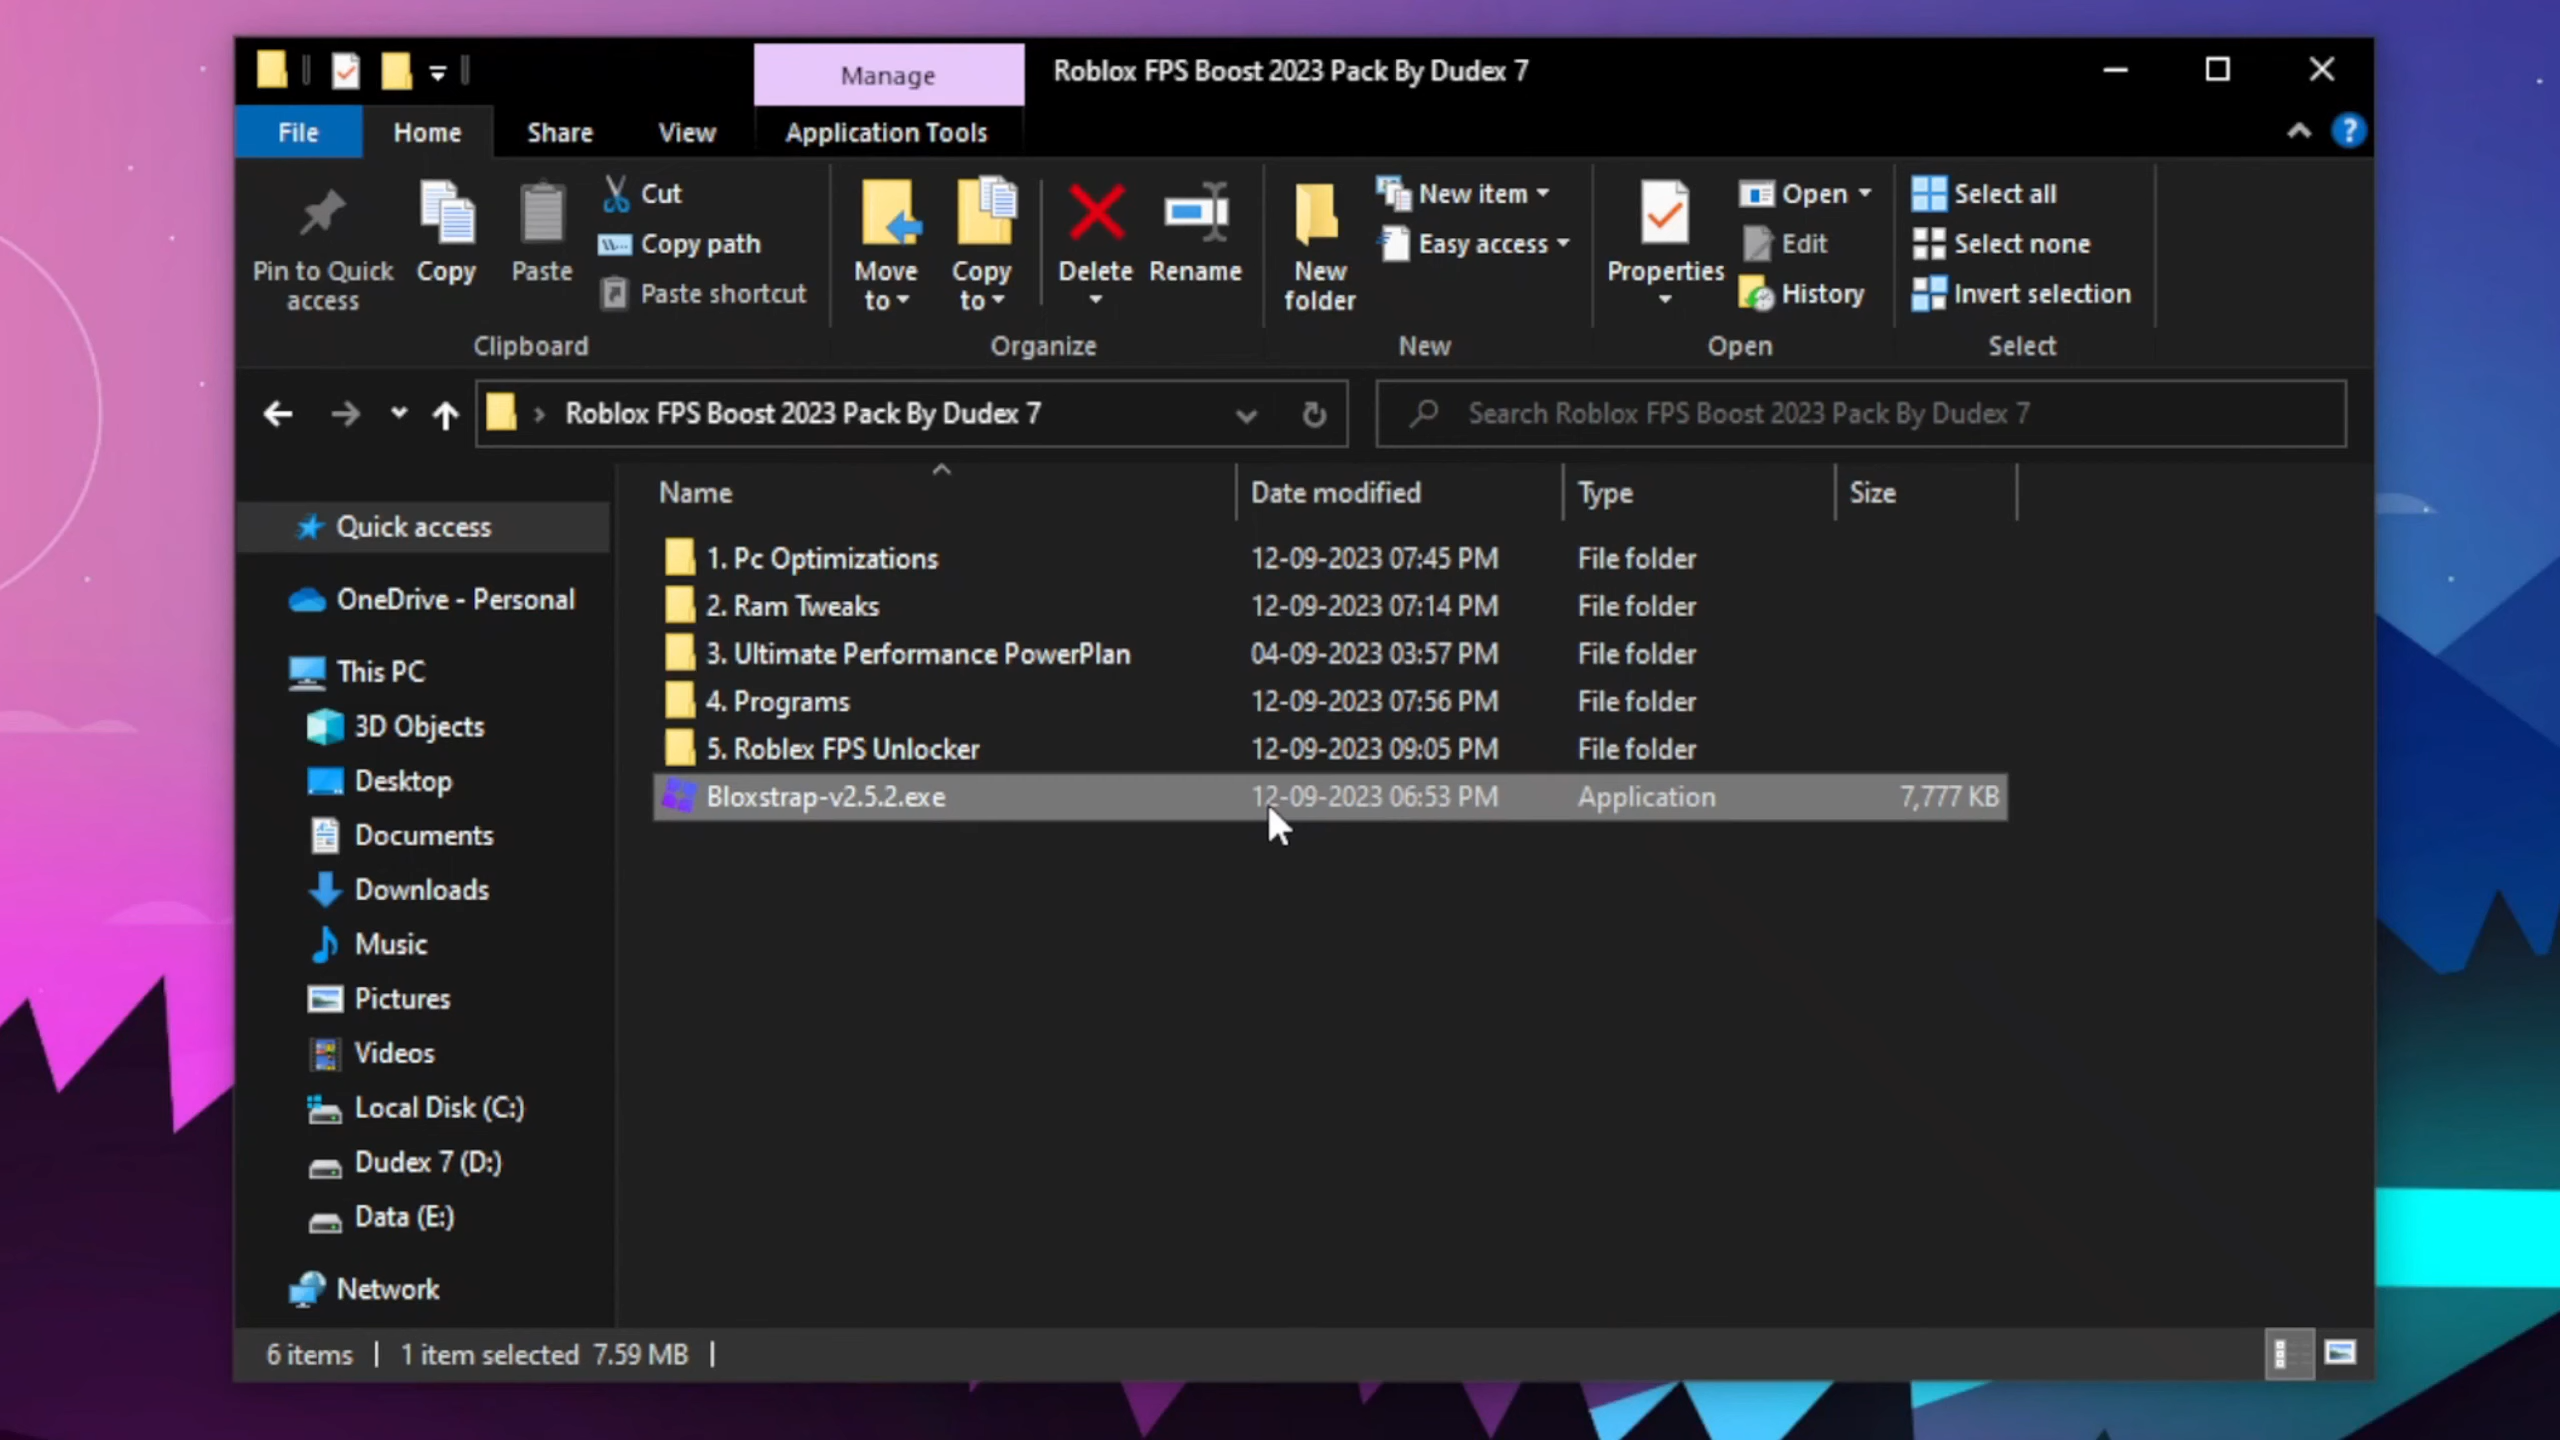 Manage
Roblox FPS Boost 2023 Pack By Dudex 7
File
Home
Share
View
Application Tools
Pin to Quick access
Copy
Paste
Cut
Copy path
Paste shortcut
Move to
Copy to
Delete
Rename
New folder
New item
Easy access
Properties
Open
Edit
History
Select all
Select none
Invert selection
Clipboard
Organize
New
Open
Select
Roblox FPS Boost 2023 Pack By Dudex 7
Search Roblox FPS Boost 2023 Pack By Dudex 7
Name Date modified Type Size
1. Pc Optimizations 12-09-2023 07:45 PM File folder
2. Ram Tweaks 12-09-2023 07:14 PM File folder
3. Ultimate Performance PowerPlan 04-09-2023 03:57 PM File folder
4. Programs 12-09-2023 07:56 PM File folder
5. Roblex FPS Unlocker 12-09-2023 09:05 PM File folder
Bloxstrap-v2.5.2.exe 12-09-2023 06:53 PM Application 7,777 KB
Quick access
OneDrive - Personal
This PC
3D Objects
Desktop
Documents
Downloads
Music
Pictures
Videos
Local Disk (C:)
Dudex 7 (D:)
Data (E:)
Network
6 items 1 item selected 7.59 MB